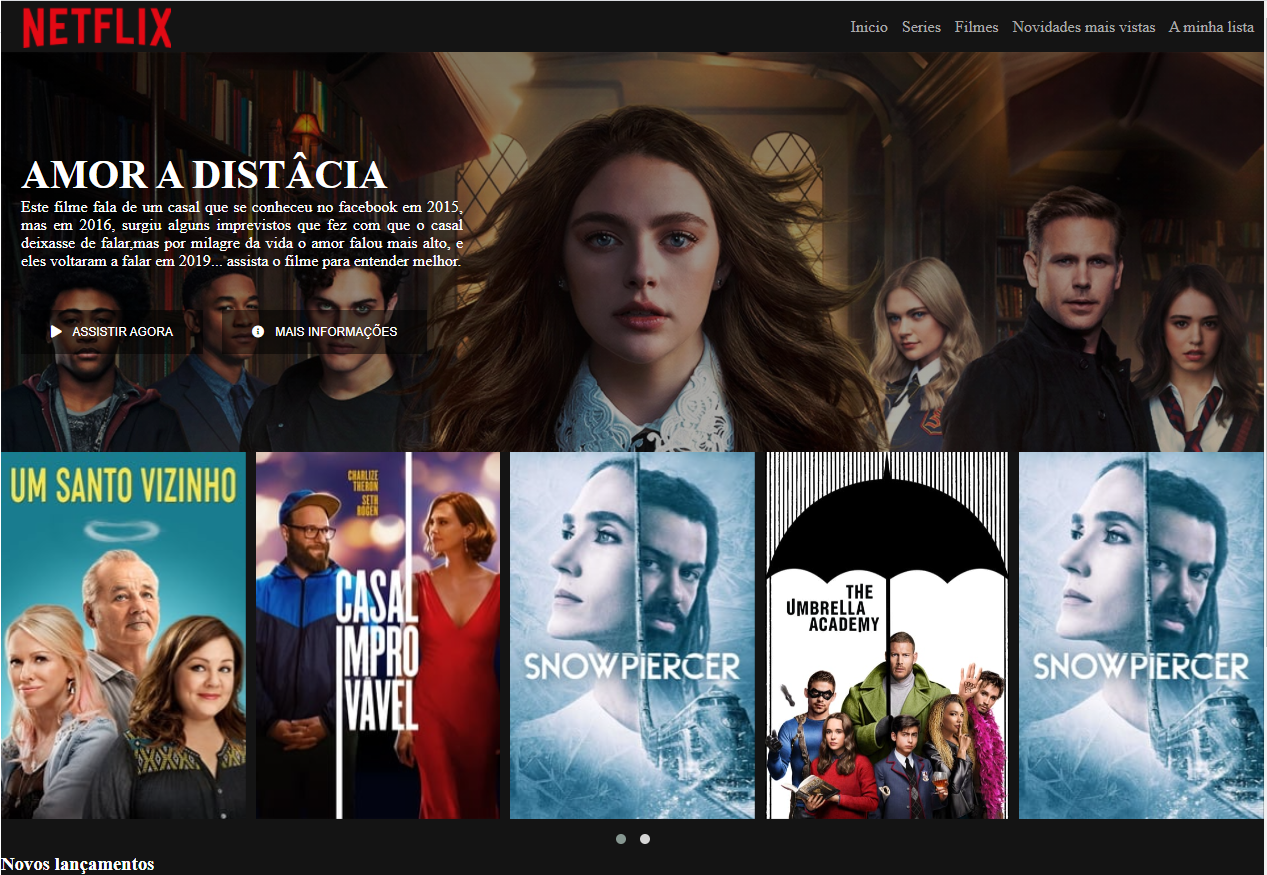 NETFLIX
Inicio Series Filmes Novidades mais vistas A minha lista
AMOR A DISTÂCIA
Este filme fala de um casal que se conheceu no facebook em 2015,
mas em 2016, surgiu alguns imprevistos que fez com que o casal
deixasse de falar,mas por milagre da vida o amor falou mais alto, e
eles voltaram a falar em 2019... assista o filme para entender melhor.
ASSISTIR AGORA
MAIS INFORMAÇÕES
UM SANTO VIZINHO
CHARLIZE
THERON
SETH
ROGEN
CASAL
IMPRO
VÁVEL
SNOWPIERCER
THE
UMBRELLA
ACADEMY
SNOWPIERCER
Novos lançamentos